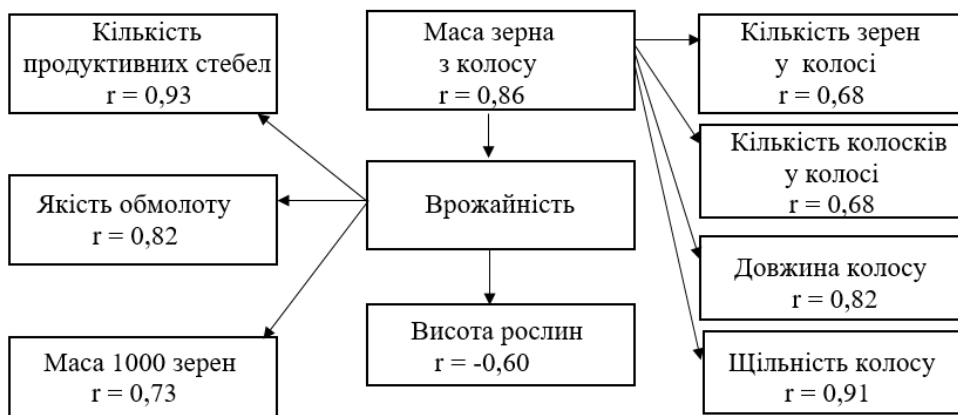 Кількість
продуктивних стебел
r = 0,93
Маса зерна
з колосу
r = 0,86
Кількість зерен
у колосі
r = 0,68
Кількість колосків
у колосі
r = 0,68
Якість обмолоту
r = 0,82
Врожайність
Довжина колосу
r = 0,82
Маса 1000 зерен
r = 0,73
Висота рослин
r = -0,60
Щільність колосу
r = 0,91